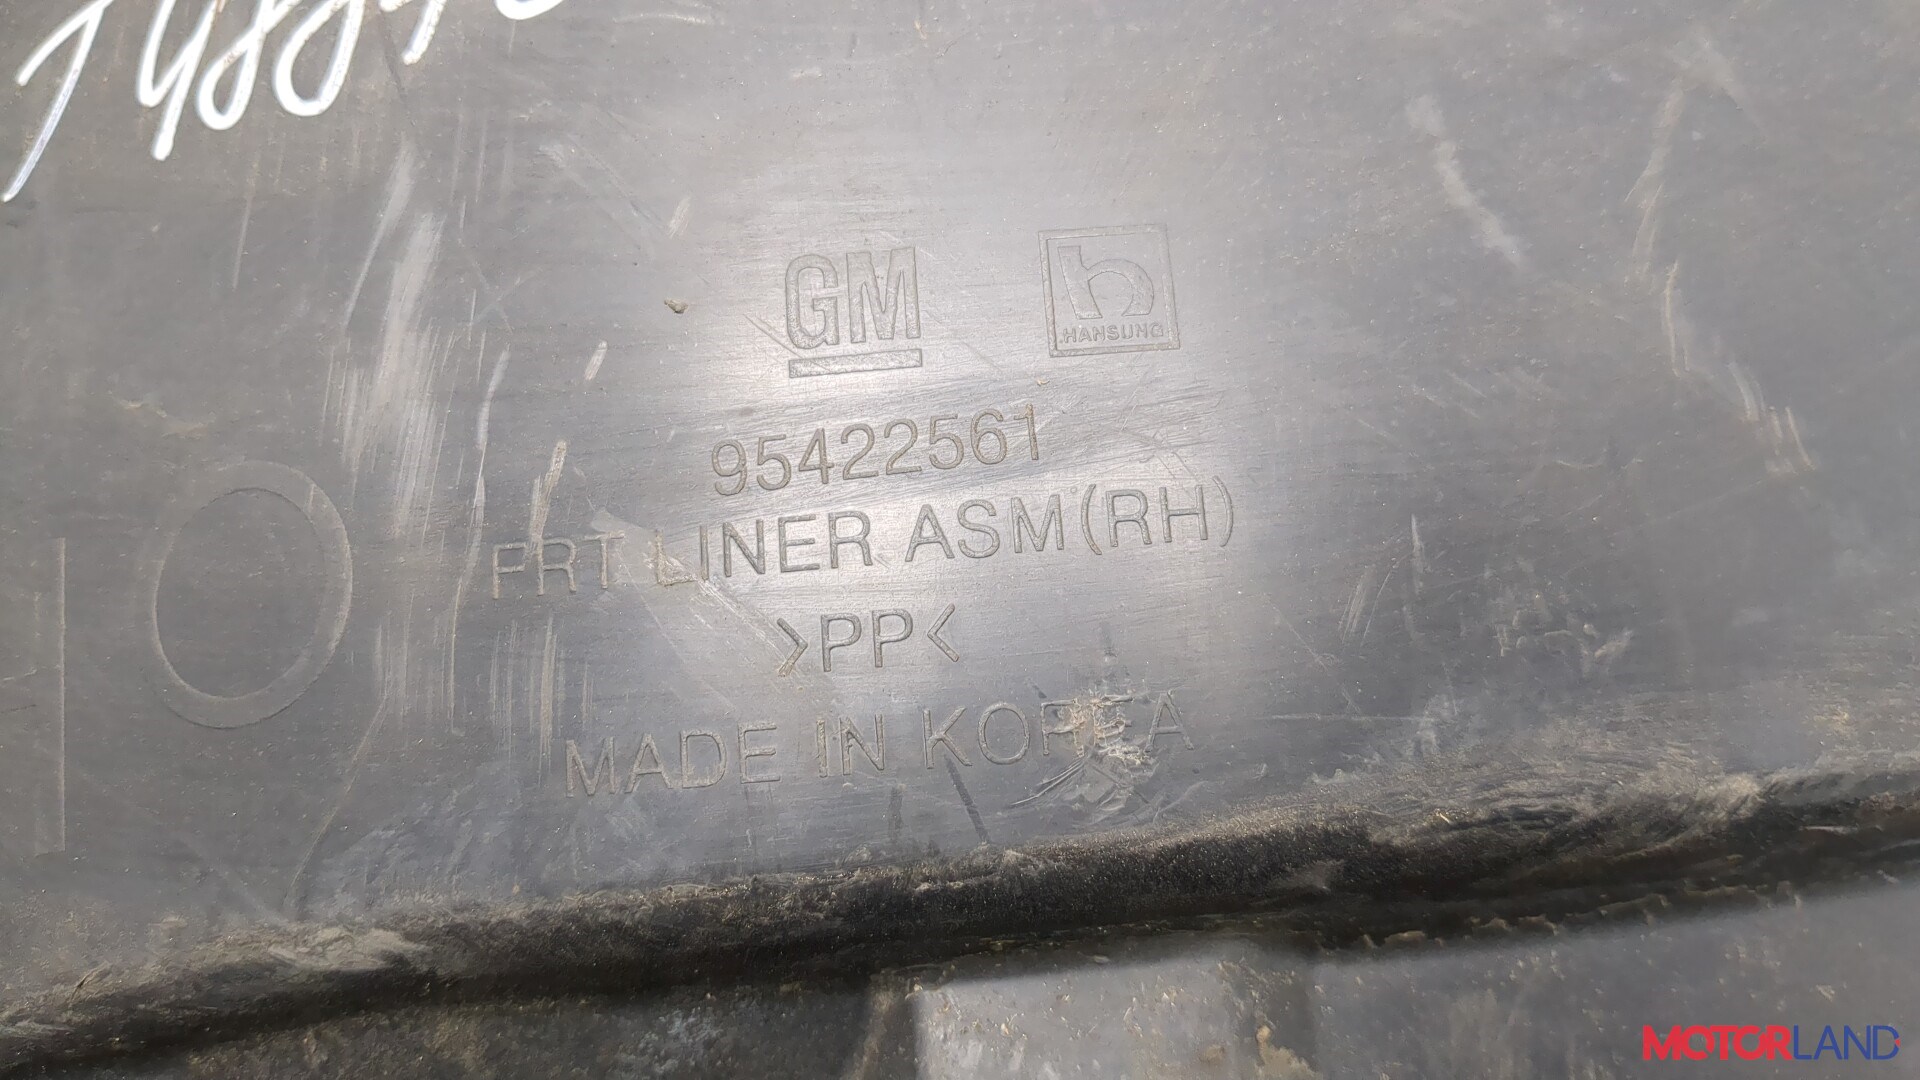 GM
HANSUNG
95422561
FRT LINER ASM(RH)
>PP<
MADE IN KOREA
MOTORLAND